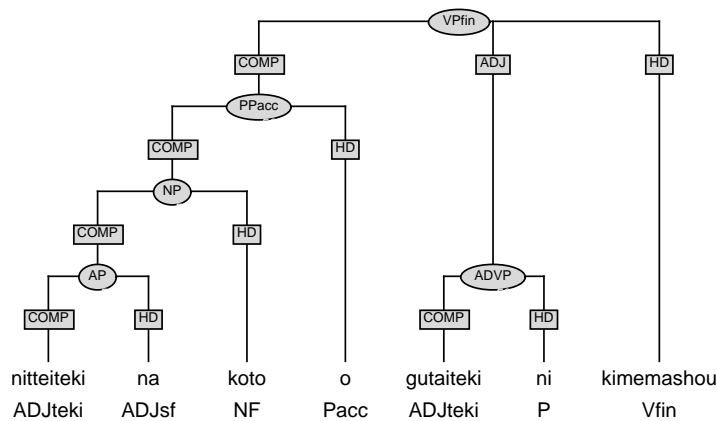 VPfin
COMP ADJ HD
PPacc
COMP HD
NP
COMP HD
AP ADVP
COMP HD COMP HD
nitteiteki na koto o gutaiteki ni kimemashou
ADJteki ADJsf NF Pacc ADJteki P Vfin